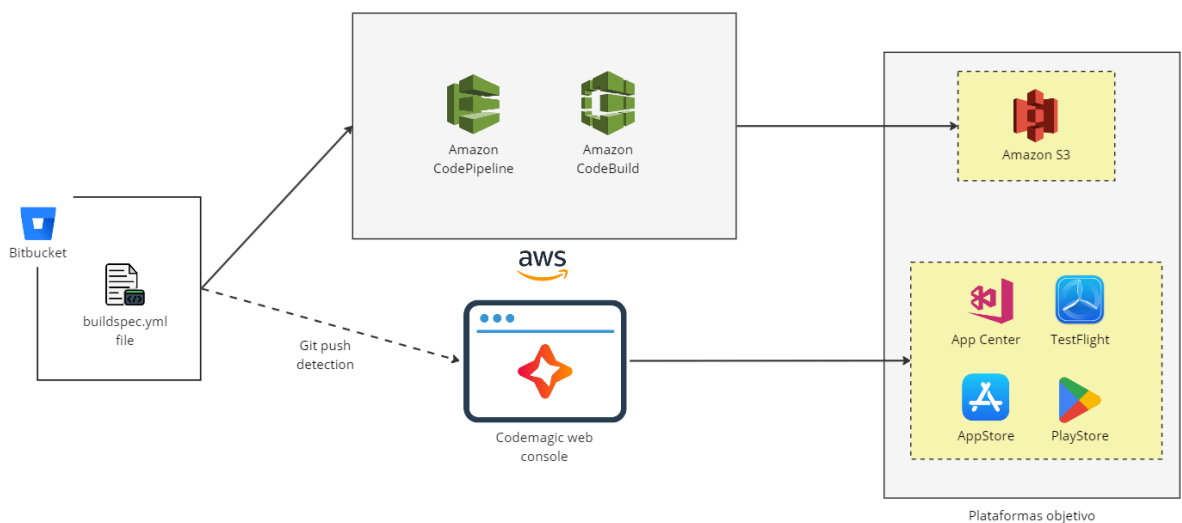 Amazon
CodePipeline
Amazon
CodeBuild
Amazon S3
Bitbucket
buildspec.yml
file
aws
Git push
detection
Codemagic web
console
App Center
TestFlight
AppStore
PlayStore
Plataformas objetivo